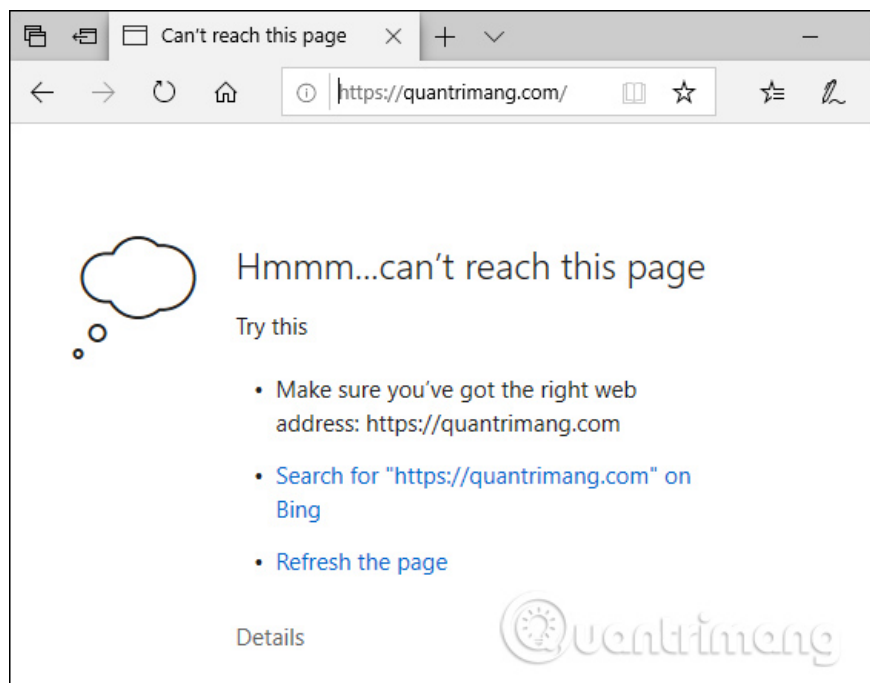 Can't reach this page
https://quantrimang.com/
Hmmm...can't reach this page
Try this
• Make sure you've got the right web
address: https://quantrimang.com
• Search for "https://quantrimang.com" on
Bing
• Refresh the page
Details
Quantrimang